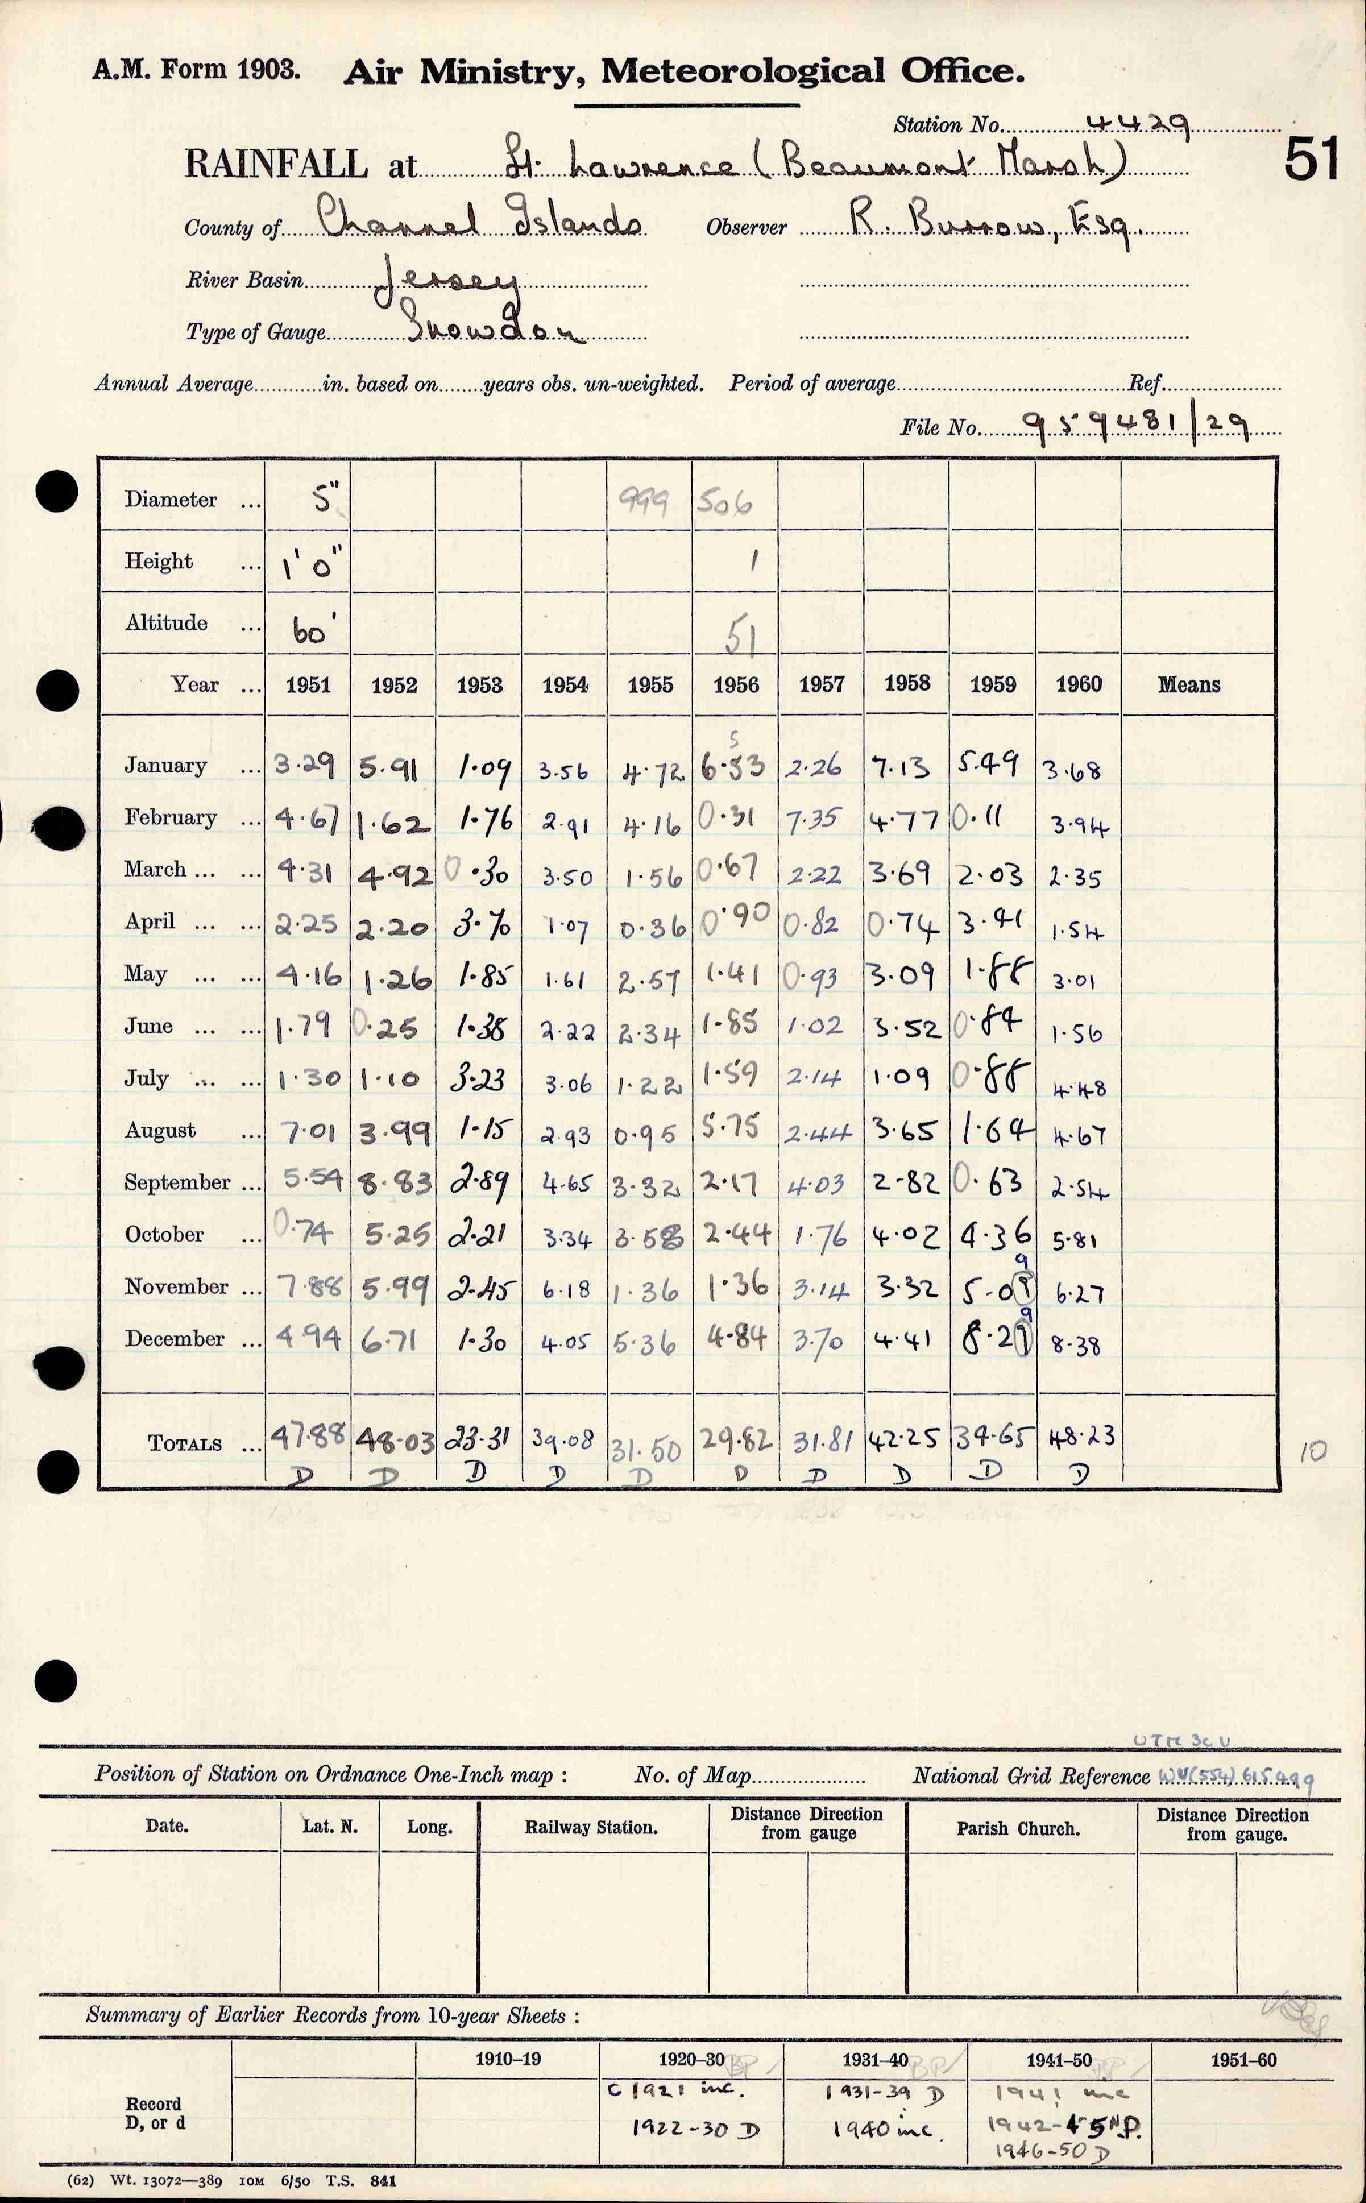 A.M. Form 1903. Air Ministry, Meteorological Office.
Station No. 4429
RAINFALL at St. Lawrence (Beaumont Marsh)
51
County of Channel Islands Observer R. Burrow, Esq.
River Basin Jersey
Type of Gauge Snowdon
Annual Average in. based on years obs. un-weighted. Period of average Ref.
File No. 959481/29
Diameter ... 5" 999 506
Height ... 1' 0" 1
Altitude ... 60' 51
Year ... 1951 1952 1953 1954 1955 1956 1957 1958 1959 1960 Means
5
January ... 3.29 5.91 1.09 3.56 4.72 6.53 2.26 7.13 5.49 3.68
February ... 4.67 1.62 1.76 2.91 4.16 0.31 7.35 4.77 0.11 3.94
March ... ... 4.31 4.92 0.30 3.50 1.56 0.67 2.22 3.69 2.03 2.35
April ... ... 2.25 2.20 3.70 1.07 0.36 0.90 0.82 0.74 3.41 1.54
May ... ... 4.16 1.26 1.85 1.61 2.57 1.41 0.93 3.09 1.88 3.01
June ... ... 1.79 0.25 1.38 2.22 2.34 1.85 1.02 3.52 0.84 1.56
July ... ... 1.30 1.10 3.23 3.06 1.22 1.59 2.14 1.09 0.88 4.48
August ... 7.01 3.99 1.15 2.93 0.95 5.75 2.44 3.65 1.64 4.67
September ... 5.54 8.83 2.89 4.65 3.32 2.17 4.03 2.82 0.63 2.54
October ... 0.74 5.25 2.21 3.34 3.58 2.44 1.76 4.02 4.36 5.81
November ... 7.88 5.99 2.45 6.18 1.36 1.36 3.14 3.32 5.09 6.27
December ... 4.94 6.71 1.30 4.05 5.36 4.84 3.70 4.41 8.29 8.38
TOTALS ... 47.88 48.03 23.31 39.08 31.50 29.82 31.81 42.25 34.65 48.23
10
D D D D D D D D D D
UTM 30U
Position of Station on Ordnance One-Inch map : No. of Map National Grid Reference WV(554) 615499
Date. Lat. N. Long. Railway Station. Distance Direction from gauge Parish Church. Distance Direction from gauge.
Summary of Earlier Records from 10-year Sheets :
1910–19 1920–30 BP 1931–40 BP 1941–50 BP 1951–60
Record D, or d
C 1921 inc. 1931-39 D 1941 inc
1922-30 D 1940 inc. 1942-45 N.P.
1946-50 D
(62) Wt. 13072—389 10M 6/50 T.S. 841